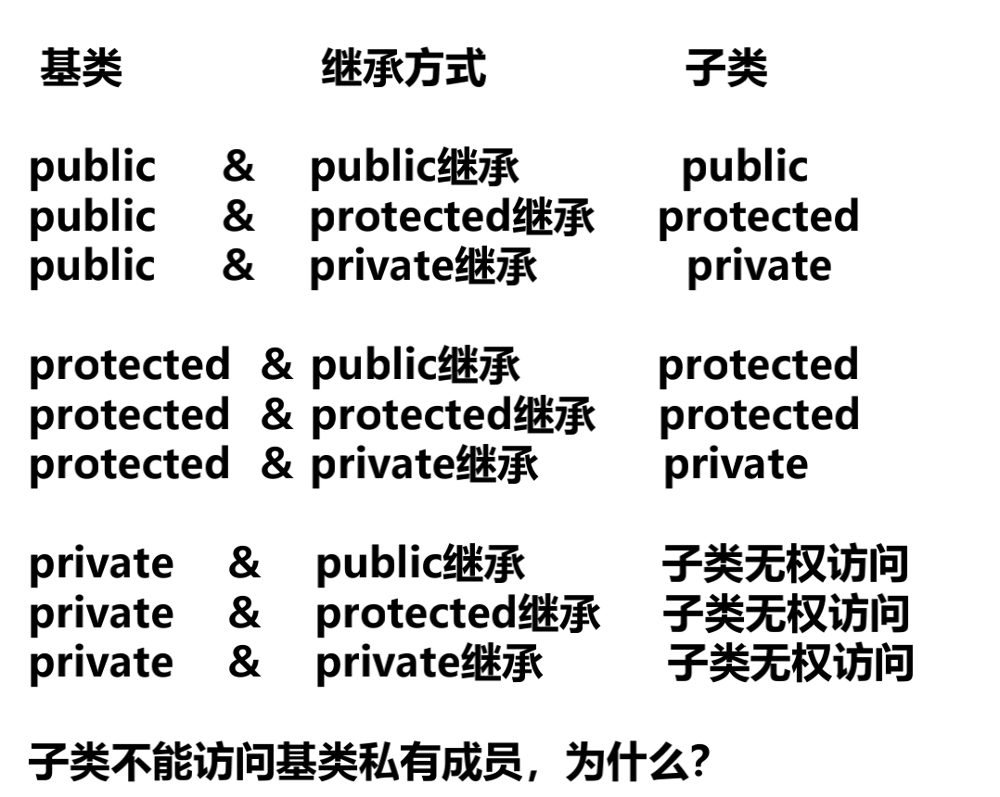 基类 继承方式 子类
public & public继承 public
public & protected继承 protected
public & private继承 private
protected & public继承 protected
protected & protected继承 protected
protected & private继承 private
private & public继承 子类无权访问
private & protected继承 子类无权访问
private & private继承 子类无权访问
子类不能访问基类私有成员，为什么？